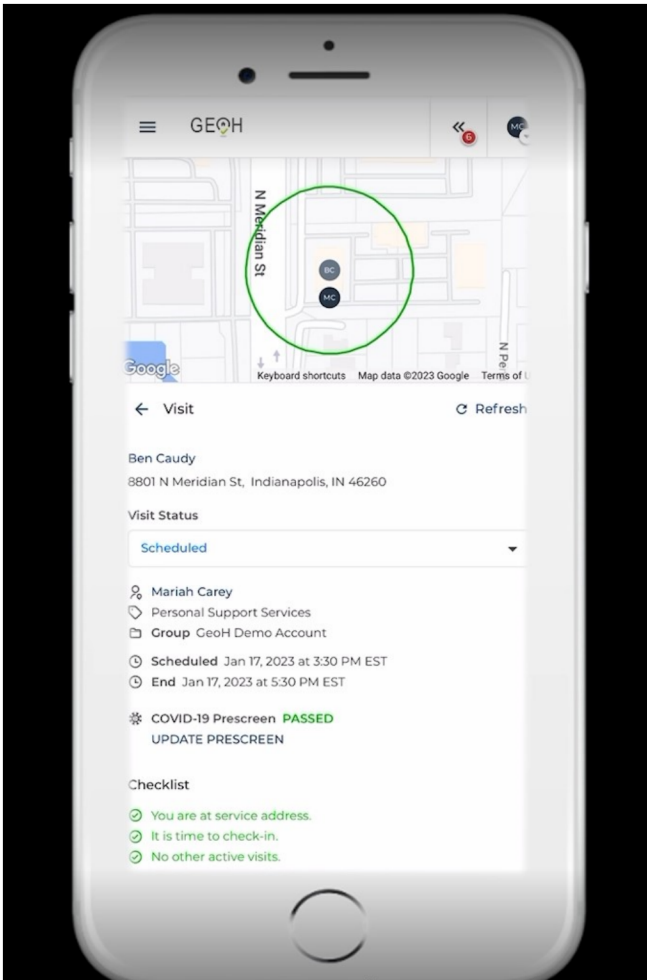 GEOH
6
MC
N Meridian St
BC
MC
Google
Keyboard shortcuts Map data ©2023 Google Terms of
Visit
Refresh
Ben Caudy
8801 N Meridian St, Indianapolis, IN 46260
Visit Status
Scheduled
Mariah Carey
Personal Support Services
Group GeoH Demo Account
Scheduled Jan 17, 2023 at 3:30 PM EST
End Jan 17, 2023 at 5:30 PM EST
COVID-19 Prescreen PASSED
UPDATE PRESCREEN
Checklist
You are at service address.
It is time to check-in.
No other active visits.